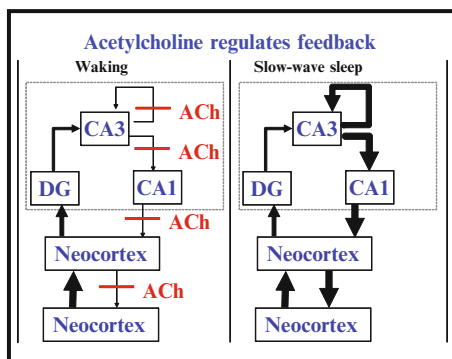 Acetylcholine regulates feedback
Waking
Slow-wave sleep
CA3
ACh
ACh
DG
CA1
ACh
Neocortex
ACh
Neocortex
CA3
DG
CA1
Neocortex
Neocortex